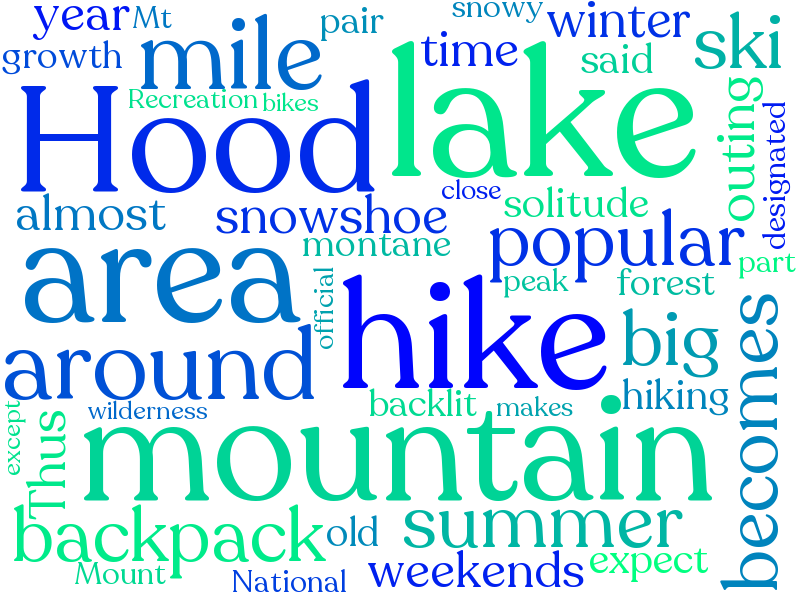 year Mt pair snowy winter ski
growth mile time said
Recreation bikes
Hood lake outing
designated
close
almost snowshoe solitude
montane popular part
area official peak forest
hike big becomes
around hiking
except wilderness backlit makes
Thus mountain
backpack old summer
Mount National weekends expect